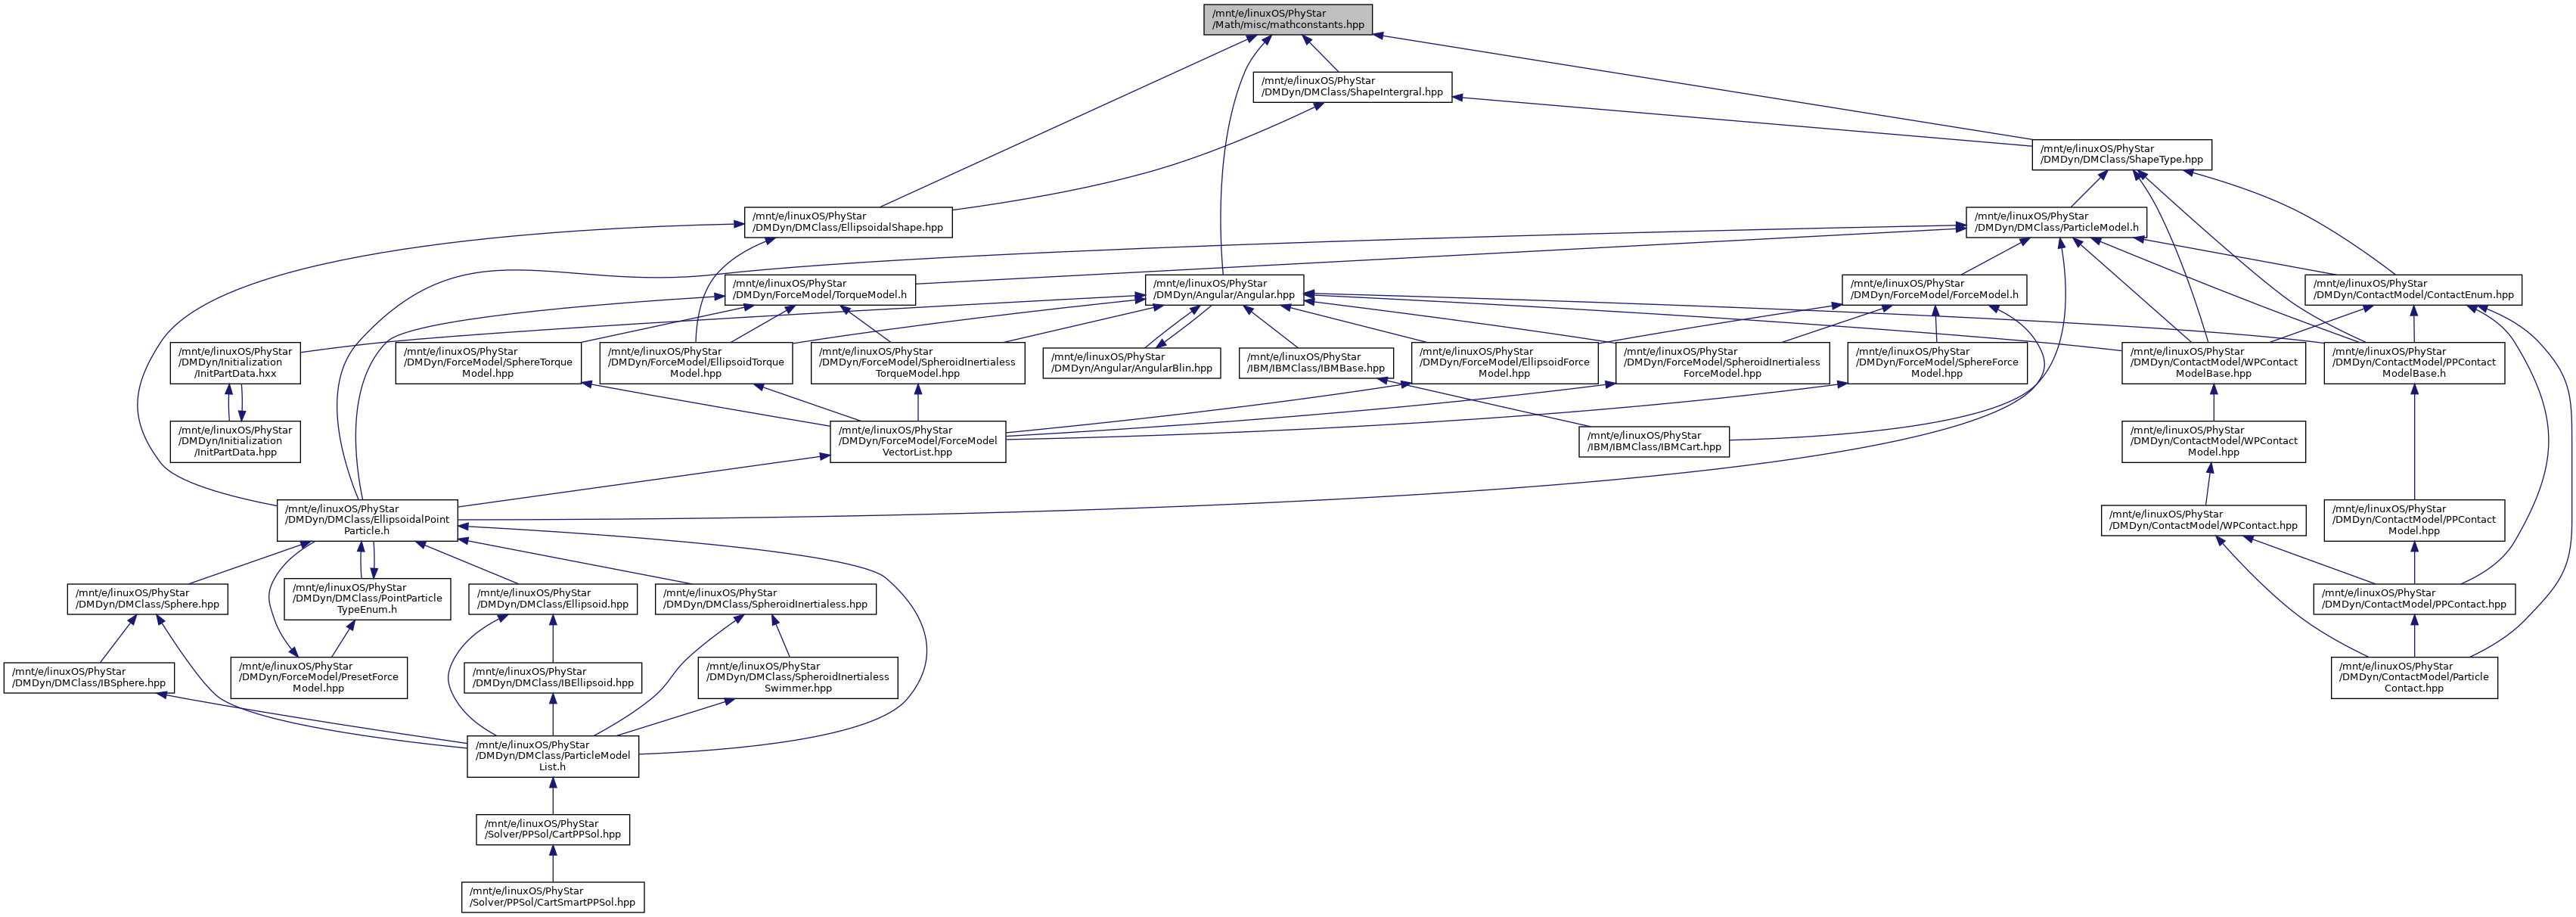 /mnt/e/linuxOS/PhyStar
/Math/misc/mathconstants.hpp
/mnt/e/linuxOS/PhyStar
/DMDyn/DMClass/ShapeIntergral.hpp
/mnt/e/linuxOS/PhyStar
/DMDyn/DMClass/ShapeType.hpp
/mnt/e/linuxOS/PhyStar
/DMDyn/DMClass/EllipsoidalShape.hpp
/mnt/e/linuxOS/PhyStar
/DMDyn/DMClass/ParticleModel.h
/mnt/e/linuxOS/PhyStar
/DMDyn/ForceModel/TorqueModel.h
/mnt/e/linuxOS/PhyStar
/DMDyn/Angular/Angular.hpp
/mnt/e/linuxOS/PhyStar
/DMDyn/ForceModel/ForceModel.h
/mnt/e/linuxOS/PhyStar
/DMDyn/ContactModel/ContactEnum.hpp
/mnt/e/linuxOS/PhyStar
/DMDyn/Initialization
/InitPartData.hxx
/mnt/e/linuxOS/PhyStar
/DMDyn/ForceModel/SphereTorque
Model.hpp
/mnt/e/linuxOS/PhyStar
/DMDyn/ForceModel/EllipsoidTorque
Model.hpp
/mnt/e/linuxOS/PhyStar
/DMDyn/ForceModel/SpheroidInertialess
TorqueModel.hpp
/mnt/e/linuxOS/PhyStar
/DMDyn/Angular/AngularBlin.hpp
/mnt/e/linuxOS/PhyStar
/IBM/IBMClass/IBMBase.hpp
/mnt/e/linuxOS/PhyStar
/DMDyn/ForceModel/EllipsoidForce
Model.hpp
/mnt/e/linuxOS/PhyStar
/DMDyn/ForceModel/SpheroidInertialess
ForceModel.hpp
/mnt/e/linuxOS/PhyStar
/DMDyn/ForceModel/SphereForce
Model.hpp
/mnt/e/linuxOS/PhyStar
/DMDyn/ContactModel/WPContact
ModelBase.hpp
/mnt/e/linuxOS/PhyStar
/DMDyn/ContactModel/PPContact
ModelBase.h
/mnt/e/linuxOS/PhyStar
/DMDyn/Initialization
/InitPartData.hpp
/mnt/e/linuxOS/PhyStar
/DMDyn/ForceModel/ForceModel
VectorList.hpp
/mnt/e/linuxOS/PhyStar
/IBM/IBMClass/IBMCart.hpp
/mnt/e/linuxOS/PhyStar
/DMDyn/ContactModel/WPContact
Model.hpp
/mnt/e/linuxOS/PhyStar
/DMDyn/DMClass/EllipsoidalPoint
Particle.h
/mnt/e/linuxOS/PhyStar
/DMDyn/ContactModel/WPContact.hpp
/mnt/e/linuxOS/PhyStar
/DMDyn/ContactModel/PPContact
Model.hpp
/mnt/e/linuxOS/PhyStar
/DMDyn/DMClass/Sphere.hpp
/mnt/e/linuxOS/PhyStar
/DMDyn/DMClass/PointParticle
TypeEnum.h
/mnt/e/linuxOS/PhyStar
/DMDyn/DMClass/Ellipsoid.hpp
/mnt/e/linuxOS/PhyStar
/DMDyn/DMClass/SpheroidInertialess.hpp
/mnt/e/linuxOS/PhyStar
/DMDyn/ContactModel/PPContact.hpp
/mnt/e/linuxOS/PhyStar
/DMDyn/DMClass/IBSphere.hpp
/mnt/e/linuxOS/PhyStar
/DMDyn/ForceModel/PresetForce
Model.hpp
/mnt/e/linuxOS/PhyStar
/DMDyn/DMClass/IBEllipsoid.hpp
/mnt/e/linuxOS/PhyStar
/DMDyn/DMClass/SpheroidInertialess
Swimmer.hpp
/mnt/e/linuxOS/PhyStar
/DMDyn/ContactModel/Particle
Contact.hpp
/mnt/e/linuxOS/PhyStar
/DMDyn/DMClass/ParticleModel
List.h
/mnt/e/linuxOS/PhyStar
/Solver/PPSol/CartPPSol.hpp
/mnt/e/linuxOS/PhyStar
/Solver/PPSol/CartSmartPPSol.hpp